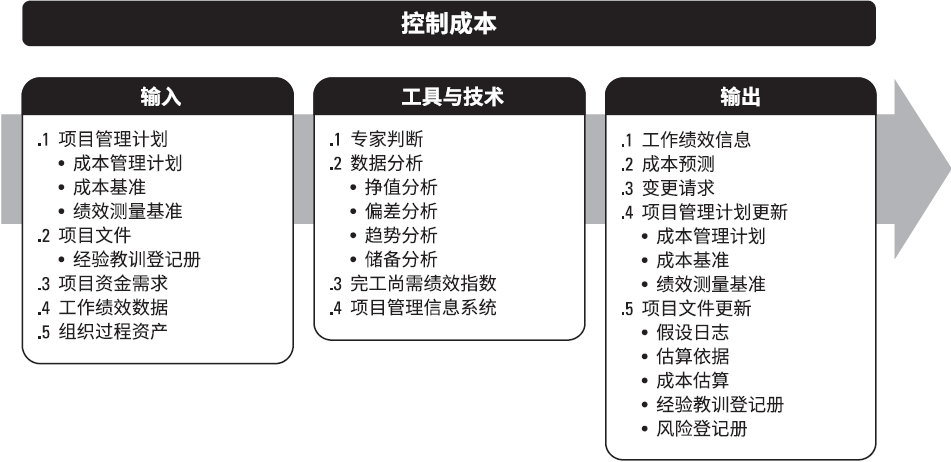 控制成本
输入
.1 项目管理计划
• 成本管理计划
• 成本基准
• 绩效测量基准
.2 项目文件
• 经验教训登记册
.3 项目资金需求
.4 工作绩效数据
.5 组织过程资产
工具与技术
.1 专家判断
.2 数据分析
• 挣值分析
• 偏差分析
• 趋势分析
• 储备分析
.3 完工尚需绩效指数
.4 项目管理信息系统
输出
.1 工作绩效信息
.2 成本预测
.3 变更请求
.4 项目管理计划更新
• 成本管理计划
• 成本基准
• 绩效测量基准
.5 项目文件更新
• 假设日志
• 估算依据
• 成本估算
• 经验教训登记册
• 风险登记册